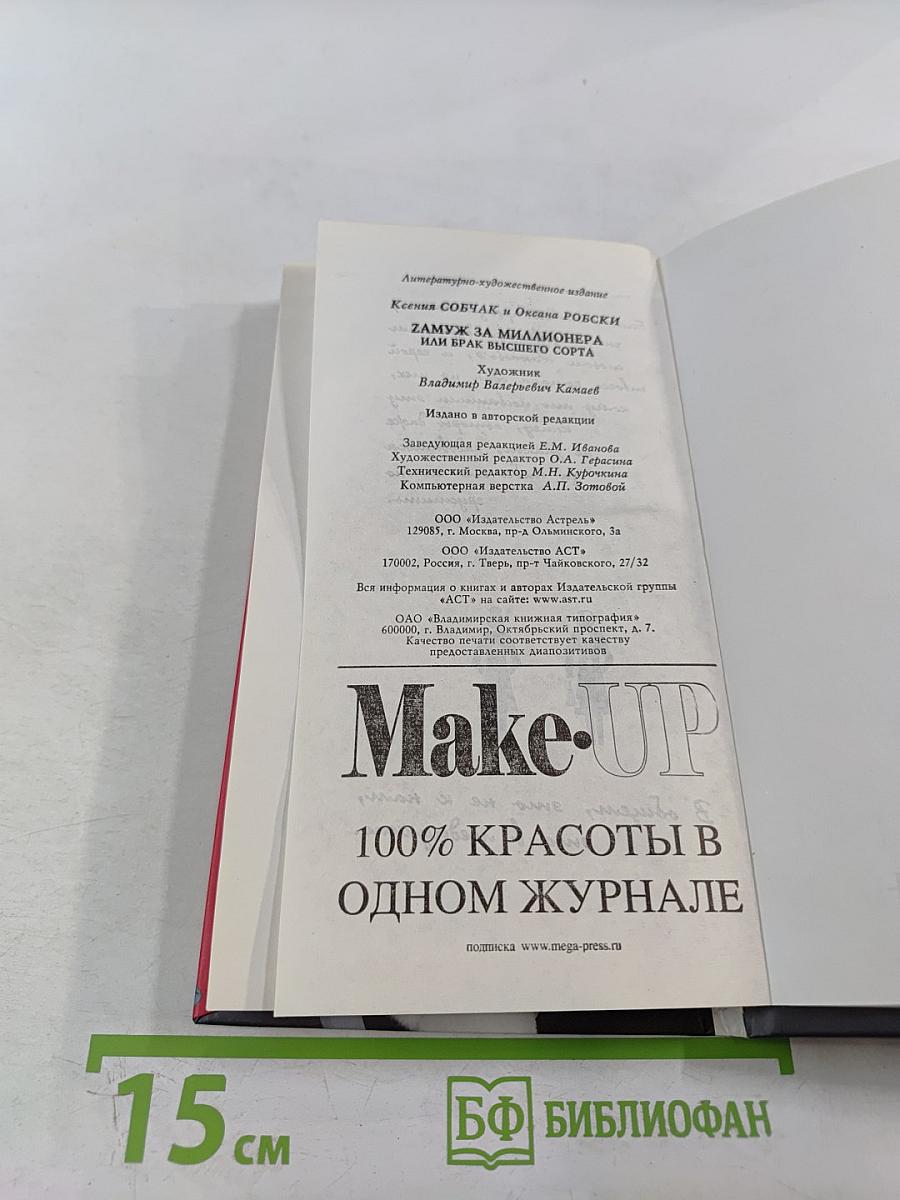 Литературно-художественное издание
Ксения СОБЧАК и Оксана РОБСКИ
ZАМУЖ ЗА МИЛЛИОНЕРА
ИЛИ БРАК ВЫСШЕГО СОРТА
Художник
Владимир Валерьевич Камаев
Издано в авторской редакции
Заведующая редакцией Е.М. Иванова
Художественный редактор О.А. Герасина
Технический редактор М.Н. Курочкина
Компьютерная верстка А.П. Зотовой
ООО «Издательство Астрель»
129085, г. Москва, пр-д Ольминского, 3а
ООО «Издательство АСТ»
170002, Россия, г. Тверь, пр-т Чайковского, 27/32
Вся информация о книгах и авторах Издательской группы
«АСТ» на сайте: www.ast.ru
ОАО «Владимирская книжная типография»
600000, г. Владимир, Октябрьский проспект, д. 7.
Качество печати соответствует качеству
предоставленных диапозитивов
Make·UP
100% КРАСОТЫ В
ОДНОМ ЖУРНАЛЕ
подписка www.mega-press.ru
15 см
БФ БИБЛИОФАН